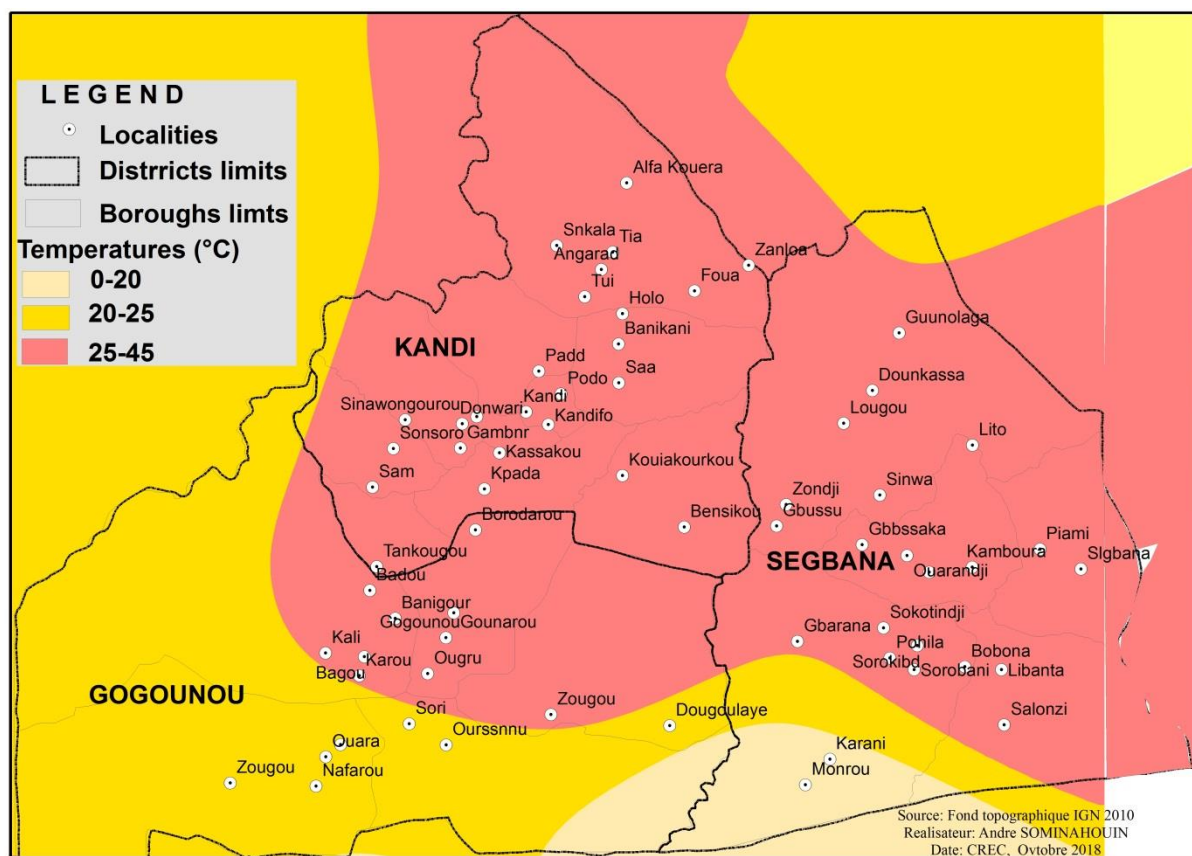 L E G E N D
Localities
Distrricts limits
Boroughs limts
Temperatures (°C)
0-20
20-25
25-45
Alfa Kouera
Snkala
Tia
Angarad
Zanloa
Tui
Foua
Holo
Guunolaga
Banikani
KANDI
Padd
Saa
Podo
Dounkassa
Kandi
Sinawongourou
Donwari
Kandifo
Lougou
Sonsoro
Gambnr
Lito
Kassakou
Sam
Kpada
Kouiakourkou
Sinwa
Zondji
Borodarou
Bensikou
Gbussu
Gbbssaka
Piami
Tankougou
SEGBANA
Kamboura
Slgbana
Badou
Ouarandji
Banigour
Sokotindji
Gogounou
Gounarou
Gbarana
Kali
Pohila
Karou
Ougru
Sorokibd
Bobona
Bagou
Sorobani
Libanta
GOGOUNOU
Zougou
Sori
Dougoulaye
Salonzi
Ourssnnu
Ouara
Karani
Zougou
Nafarou
Monrou
Source: Fond topographique IGN 2010
Realisateur: Andre SOMINAHOUIN
Date: CREC, Ovtobre 2018